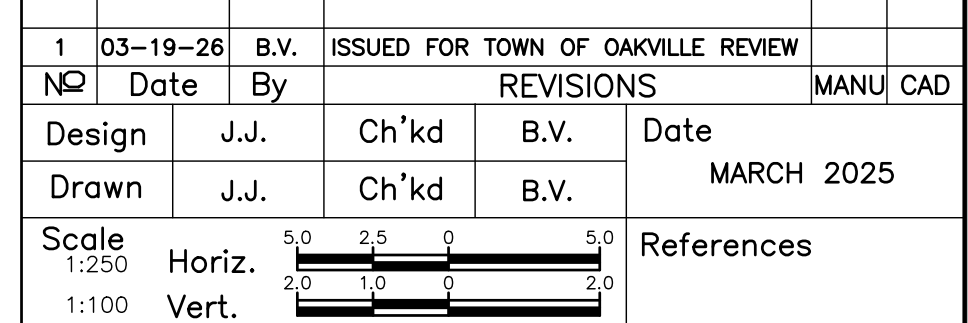 1 03-19-26 B.V. ISSUED FOR TOWN OF OAKVILLE REVIEW
Nº Date By REVISIONS MANU CAD
Design J.J. Ch'kd B.V. Date
MARCH 2025
Drawn J.J. Ch'kd B.V.
Scale 5.0 2.5 0 5.0 References
1:250 Horiz.
2.0 1.0 0 2.0
1:100 Vert.